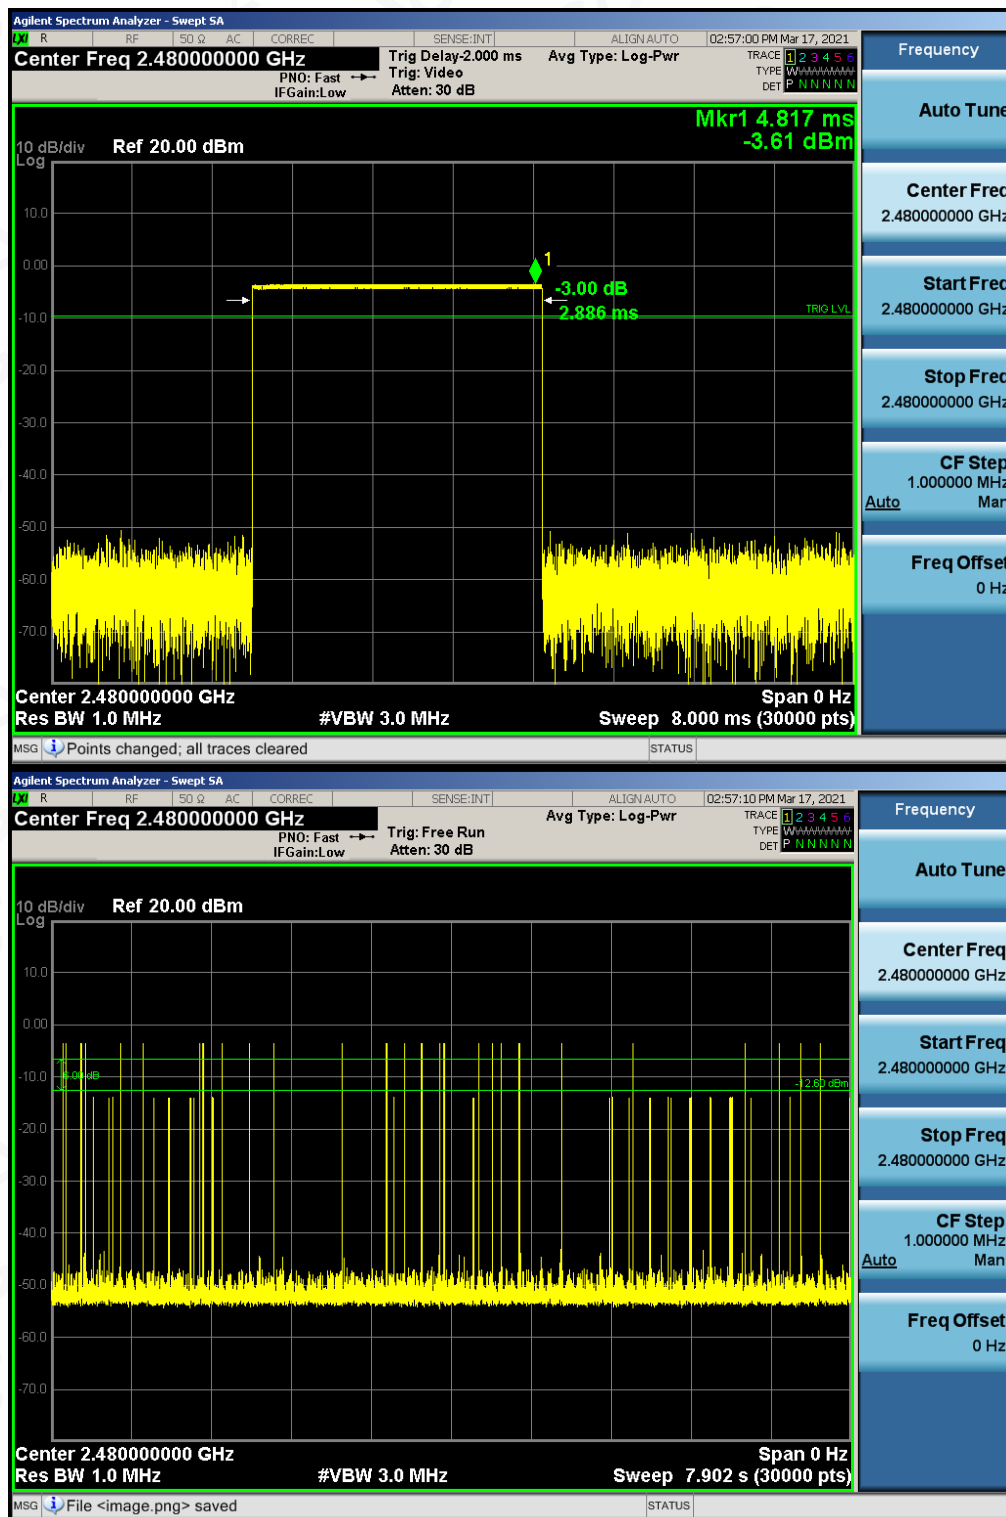 Agilent Spectrum Analyzer - Swept SA
LXI R RF 50 Ω AC CORREC SENSE:INT ALIGN AUTO 02:57:00 PM Mar 17, 2021
Center Freq 2.480000000 GHz
PNO: Fast
IFGain:Low
Trig Delay-2.000 ms
Trig: Video
Atten: 30 dB
Avg Type: Log-Pwr
TRACE 1 2 3 4 5 6
TYPE WWWWWW
DET P N N N N N
Frequency
Auto Tune
Center Freq
2.480000000 GHz
Start Freq
2.480000000 GHz
Stop Freq
2.480000000 GHz
CF Step
1.000000 MHz
Auto Man
Freq Offset
0 Hz
Mkr1 4.817 ms
-3.61 dBm
10 dB/div Ref 20.00 dBm
Log
10.0
0.00
-10.0
-20.0
-30.0
-40.0
-50.0
-60.0
-70.0
1
-3.00 dB
2.886 ms
TRIG LVL
Center 2.480000000 GHz Span 0 Hz
Res BW 1.0 MHz #VBW 3.0 MHz Sweep 8.000 ms (30000 pts)
MSG Points changed; all traces cleared STATUS
Agilent Spectrum Analyzer - Swept SA
LXI R RF 50 Ω AC CORREC SENSE:INT ALIGN AUTO 02:57:10 PM Mar 17, 2021
Center Freq 2.480000000 GHz
PNO: Fast
IFGain:Low
Trig: Free Run
Atten: 30 dB
Avg Type: Log-Pwr
TRACE 1 2 3 4 5 6
TYPE WWWWWW
DET P N N N N N
Frequency
Auto Tune
Center Freq
2.480000000 GHz
Start Freq
2.480000000 GHz
Stop Freq
2.480000000 GHz
CF Step
1.000000 MHz
Auto Man
Freq Offset
0 Hz
10 dB/div Ref 20.00 dBm
Log
10.0
0.00
-10.0
-20.0
-30.0
-40.0
-50.0
-60.0
-70.0
6.00 dB
-12.60 dBm
Center 2.480000000 GHz Span 0 Hz
Res BW 1.0 MHz #VBW 3.0 MHz Sweep 7.902 s (30000 pts)
MSG File <image.png> saved STATUS